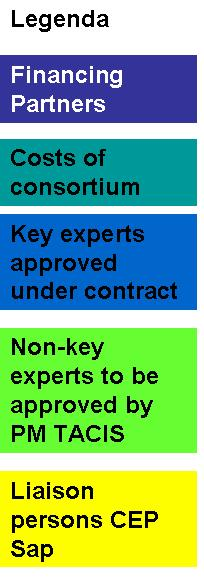 Legenda
Financing
Partners
Costs of
consortium
Key experts
approved
under contract
Non-key
experts to be
approved by
PM TACIS
Liaison
persons CEP
Sap